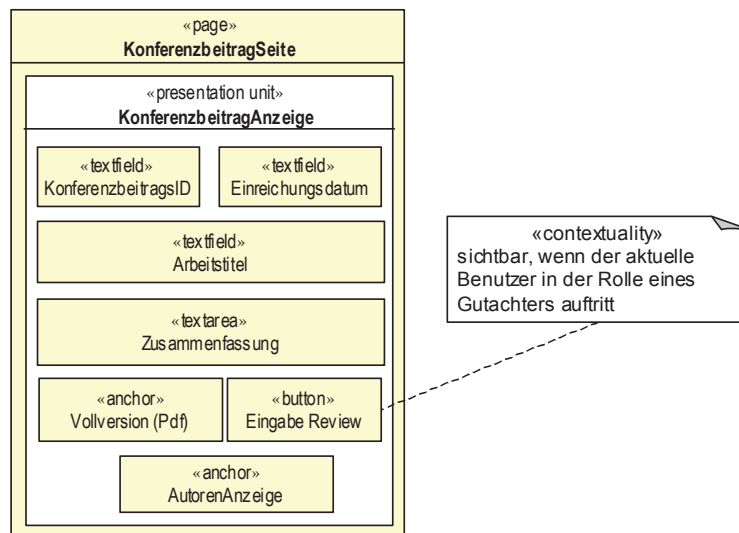 «page»
KonferenzbeitragSeite
«presentation unit»
KonferenzbeitragAnzeige
«textfield»
KonferenzbeitragsID
«textfield»
Einreichungsdatum
«textfield»
Arbeitstitel
«textarea»
Zusammenfassung
«anchor»
Vollversion (Pdf)
«button»
Eingabe Review
«anchor»
AutorenAnzeige
«contextuality»
sichtbar, wenn der aktuelle
Benutzer in der Rolle eines
Gutachters auftritt